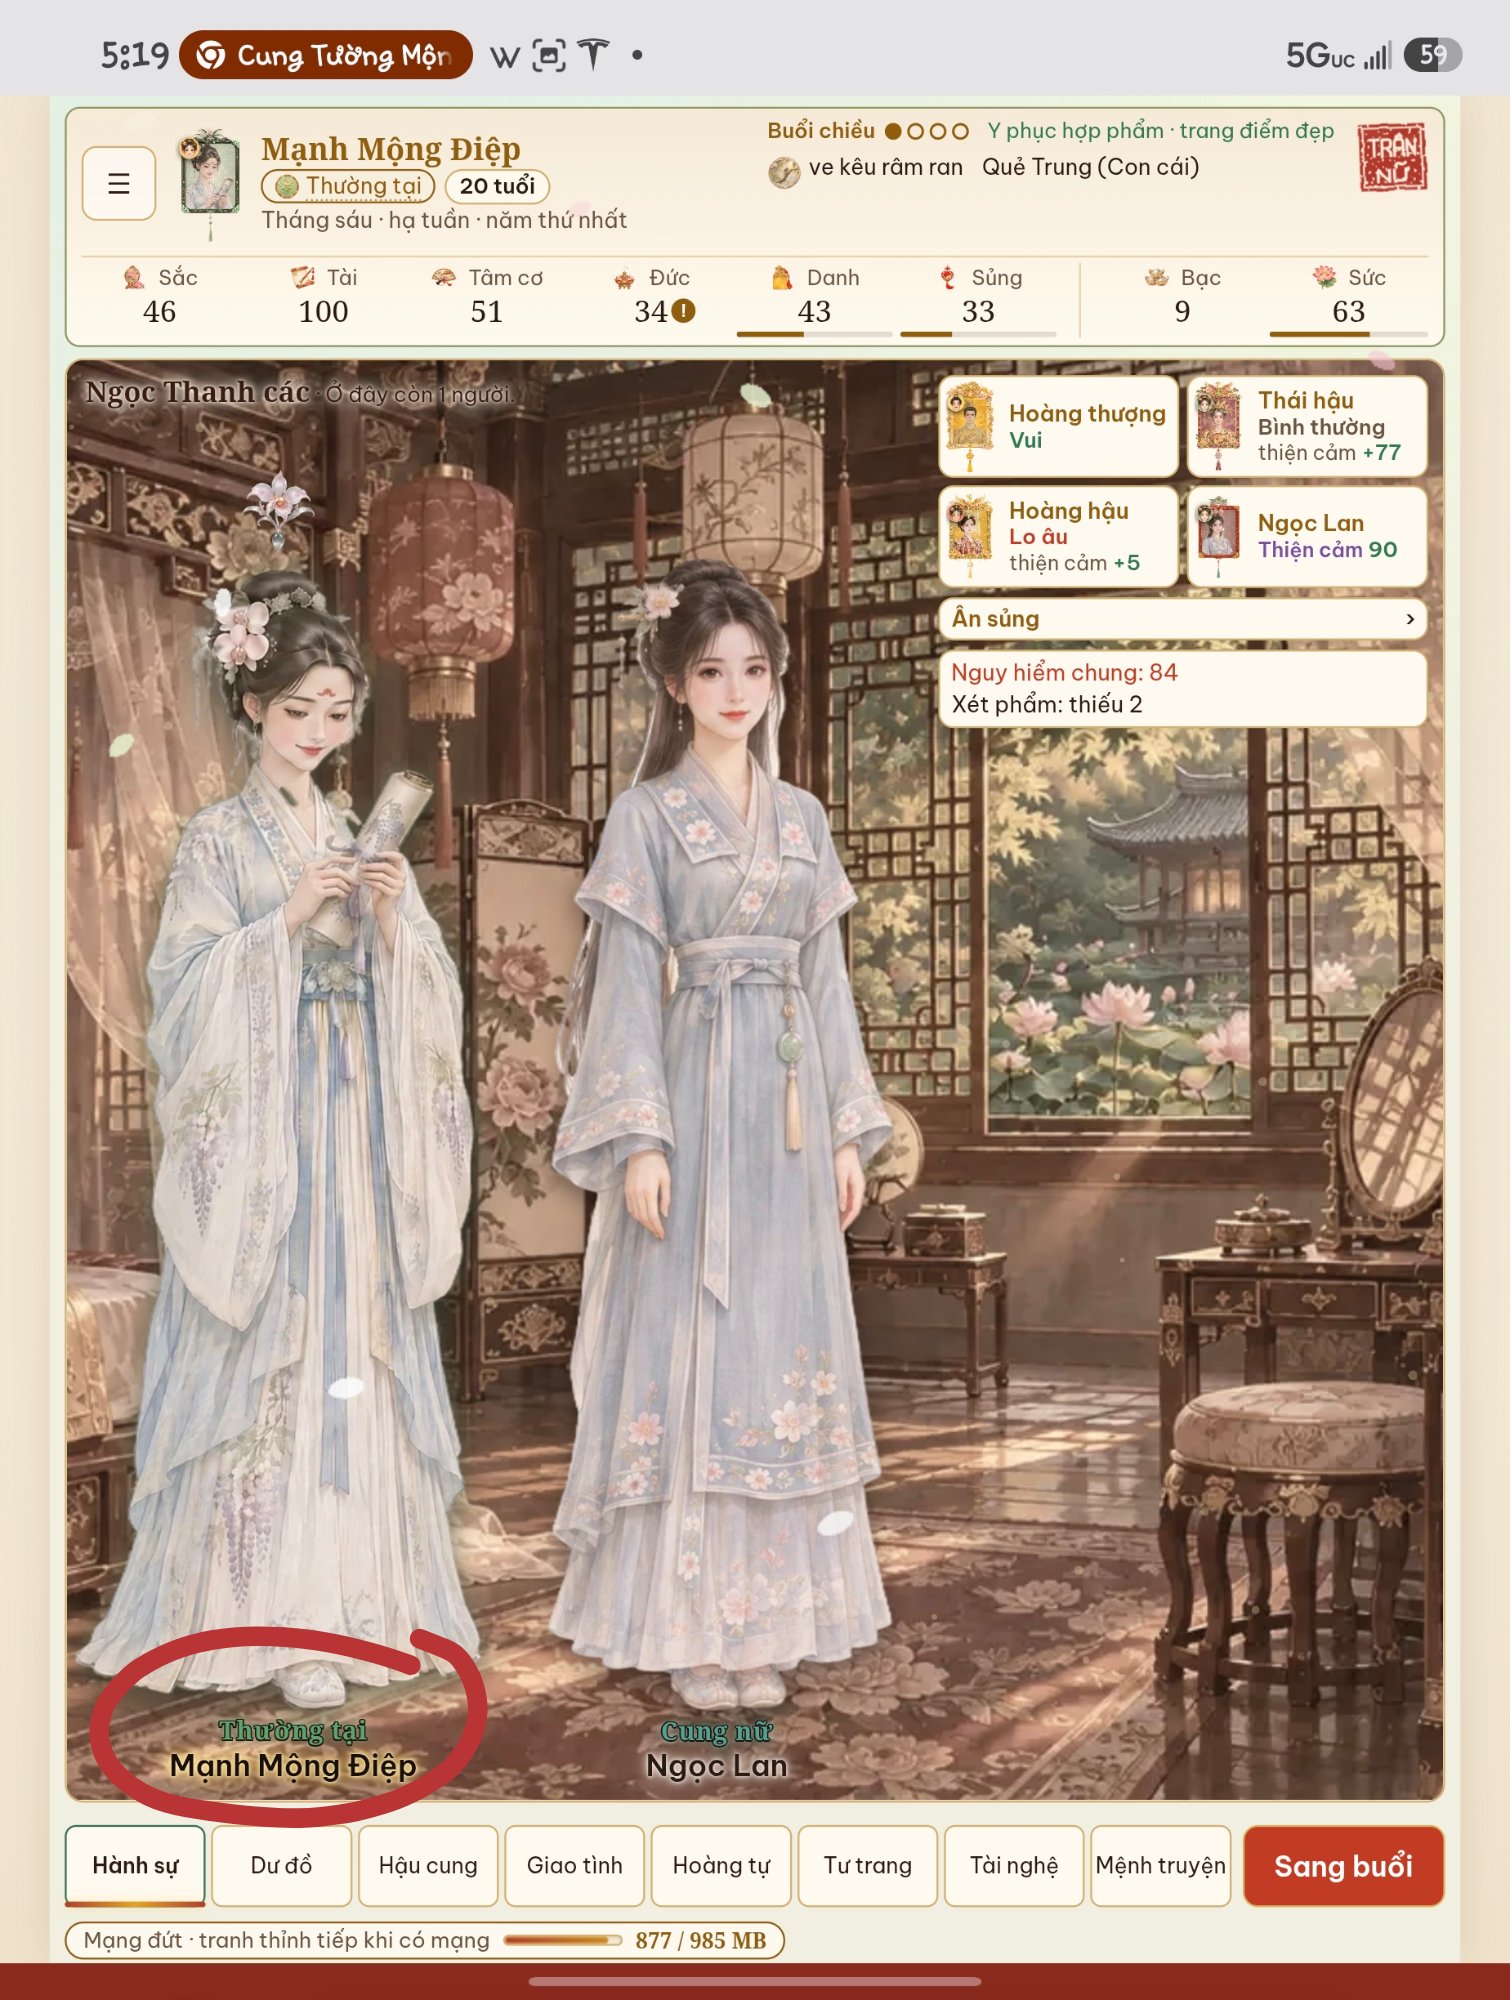 5:19 Cung Tường Mộn 5G UC 59
Mạnh Mộng Điệp
Thường tại 20 tuổi
Tháng sáu · hạ tuần · năm thứ nhất
Buổi chiều Y phục hợp phẩm · trang điểm đẹp
ve kêu râm ran Quẻ Trung (Con cái)
TRÂN
NỮ
Sắc Tài Tâm cơ Đức Danh Sủng Bạc Sức
46 100 51 34 ! 43 33 9 63
Ngọc Thanh các · Ở đây còn 1 người.
Hoàng thượng
Vui
Thái hậu
Bình thường
thiện cảm +77
Hoàng hậu
Lo âu
thiện cảm +5
Ngọc Lan
Thiện cảm 90
Ân sủng ›
Nguy hiểm chung: 84
Xét phẩm: thiếu 2
Thường tại
Mạnh Mộng Điệp
Cung nữ
Ngọc Lan
Hành sự Dư đồ Hậu cung Giao tình Hoàng tự Tư trang Tài nghệ Mệnh truyện Sang buổi
Mạng đứt · tranh thỉnh tiếp khi có mạng 877 / 985 MB